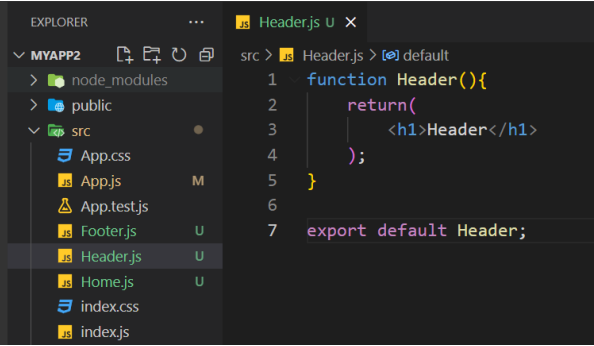 EXPLORER
MYAPP2
node_modules
public
src
App.css
App.js M
App.test.js
Footer.js U
Header.js U
Home.js U
index.css
index.js
JS Header.js U
src > JS Header.js > default
1 function Header(){
2     return(
3         <h1>Header</h1>
4     );
5 }
6
7 export default Header;